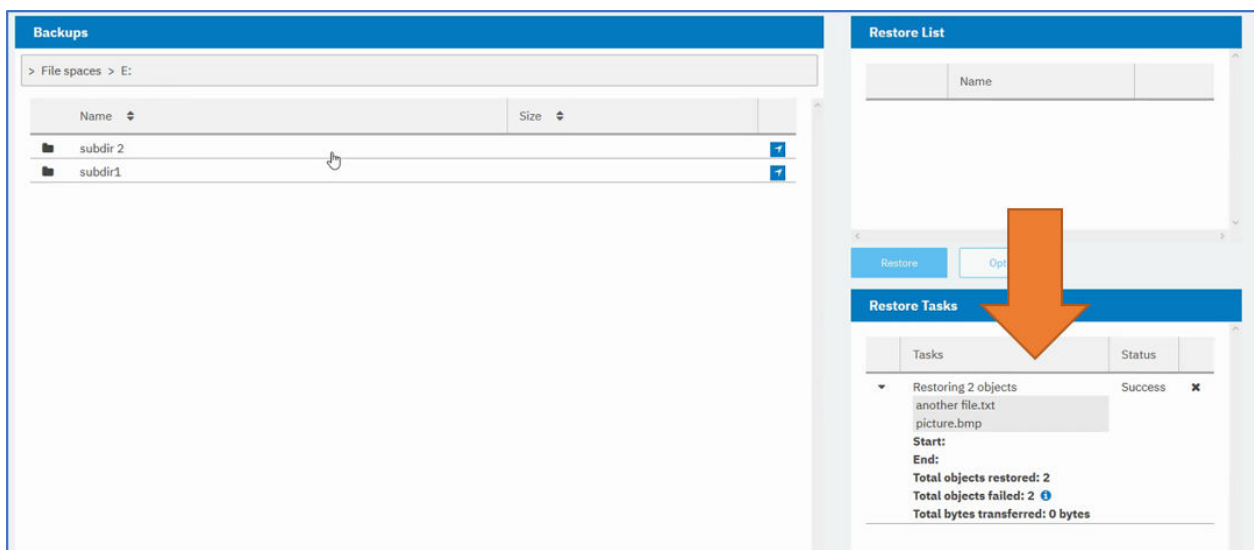 Backups
> File spaces > E:
Name Size
subdir 2
subdir1
Restore List
Name
Restore
Restore Tasks
Tasks Status
Restoring 2 objects Success
another file.txt
picture.bmp
Start:
End:
Total objects restored: 2
Total objects failed: 2
Total bytes transferred: 0 bytes